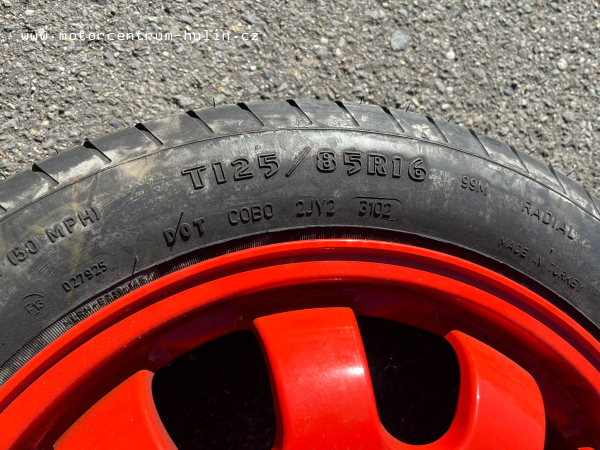 www.motorcentrum-hulin.cz
T125/85R16 99M RADIAL
(50 MPH) DOT COBO 2JY2 3102 MADE IN TURKEY
027925